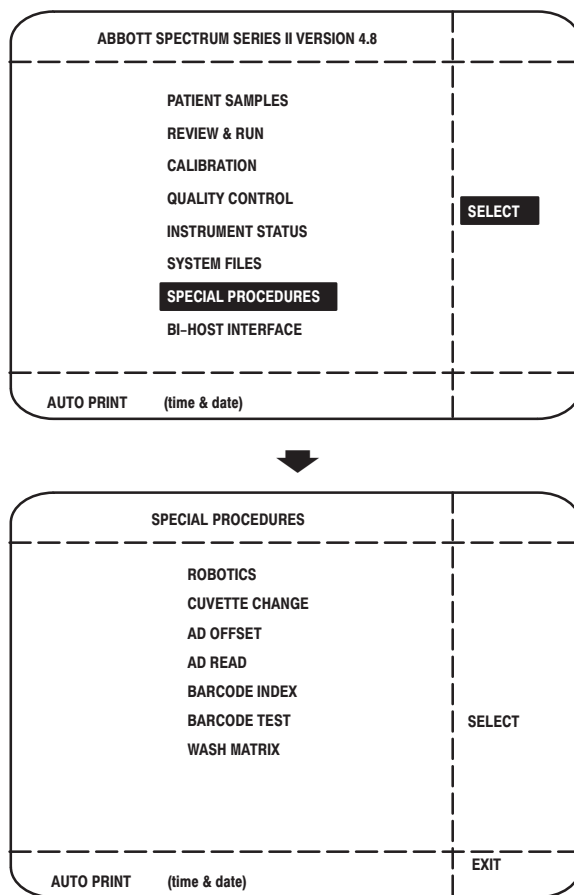 ABBOTT SPECTRUM SERIES II VERSION 4.8
PATIENT SAMPLES
REVIEW & RUN
CALIBRATION
QUALITY CONTROL
SELECT
INSTRUMENT STATUS
SYSTEM FILES
SPECIAL PROCEDURES
BI-HOST INTERFACE
AUTO PRINT (time & date)
SPECIAL PROCEDURES
ROBOTICS
CUVETTE CHANGE
AD OFFSET
AD READ
BARCODE INDEX
BARCODE TEST
SELECT
WASH MATRIX
EXIT
AUTO PRINT (time & date)